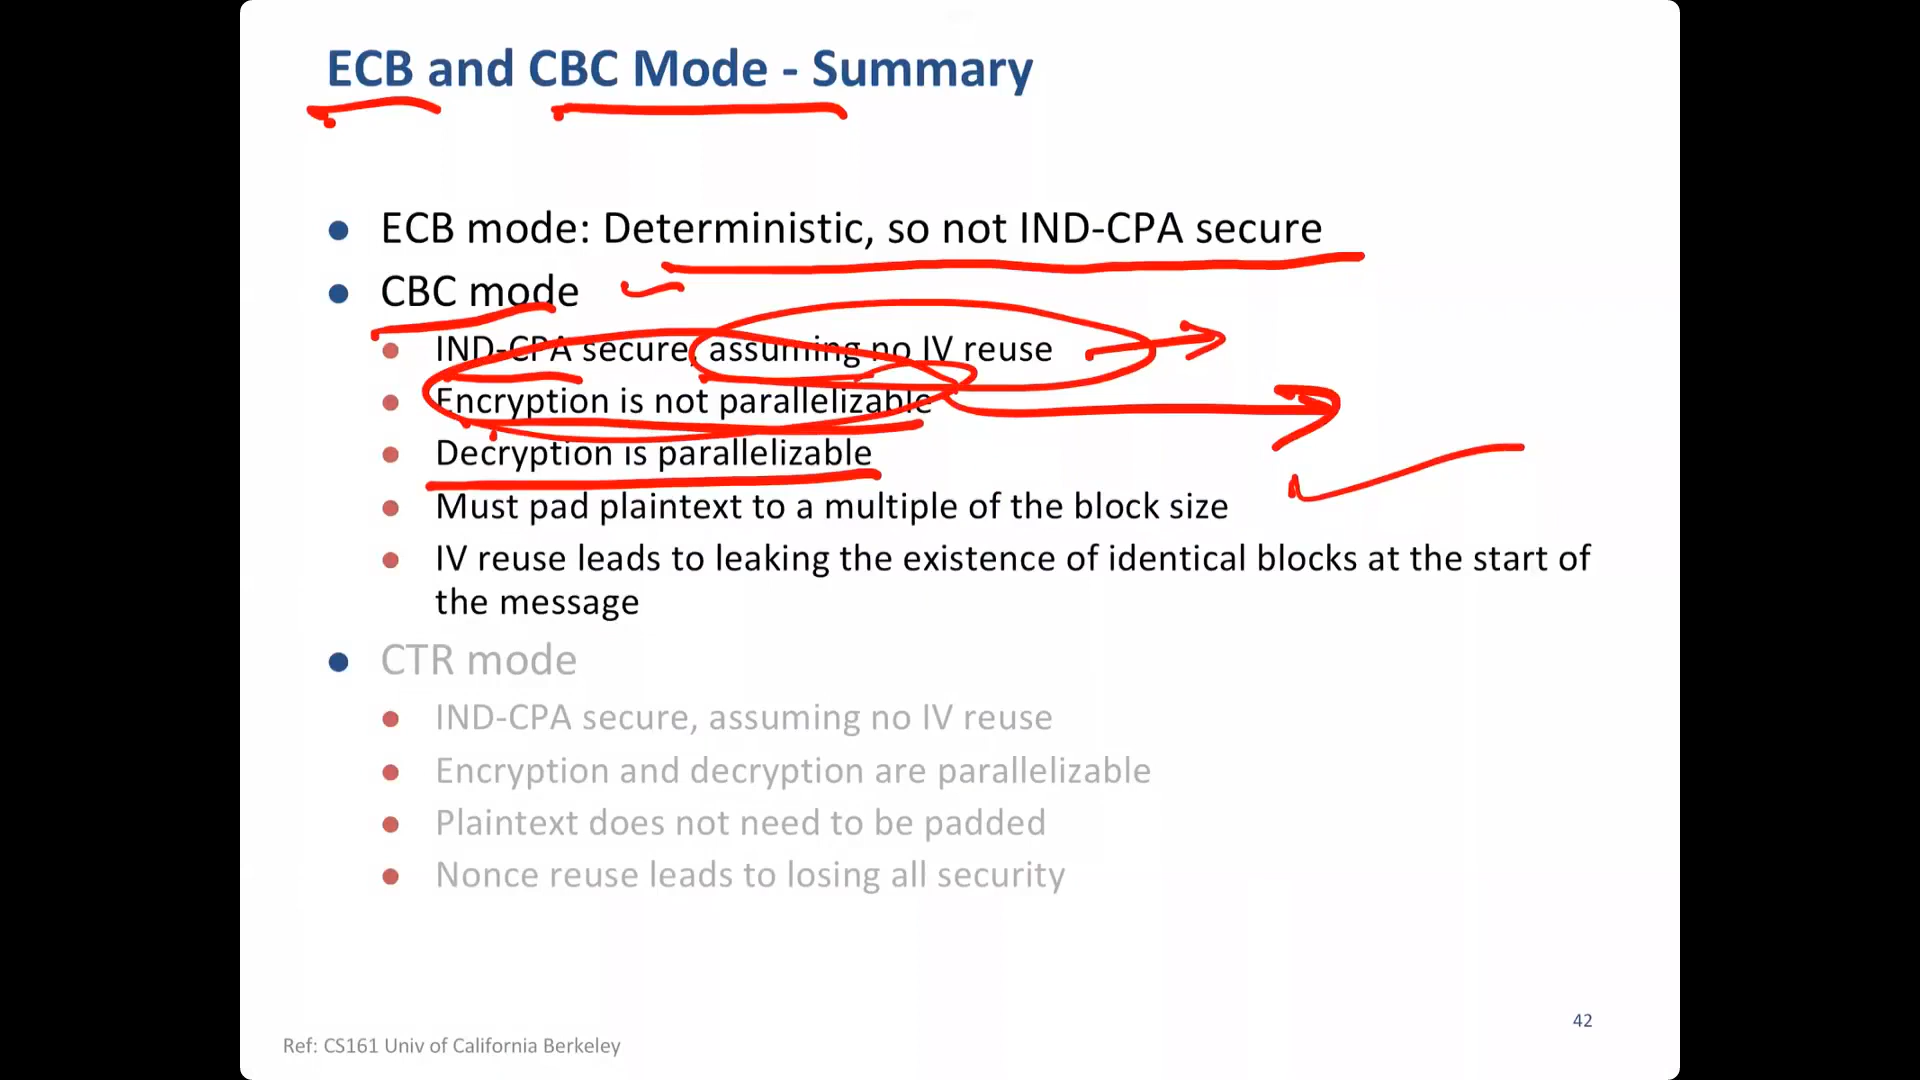 ECB and CBC Mode - Summary
ECB mode: Deterministic, so not IND-CPA secure
CBC mode
IND-CPA secure, assuming no IV reuse
Encryption is not parallelizable
Decryption is parallelizable
Must pad plaintext to a multiple of the block size
IV reuse leads to leaking the existence of identical blocks at the start of
the message
CTR mode
IND-CPA secure, assuming no IV reuse
Encryption and decryption are parallelizable
Plaintext does not need to be padded
Nonce reuse leads to losing all security
42
Ref: CS161 Univ of California Berkeley